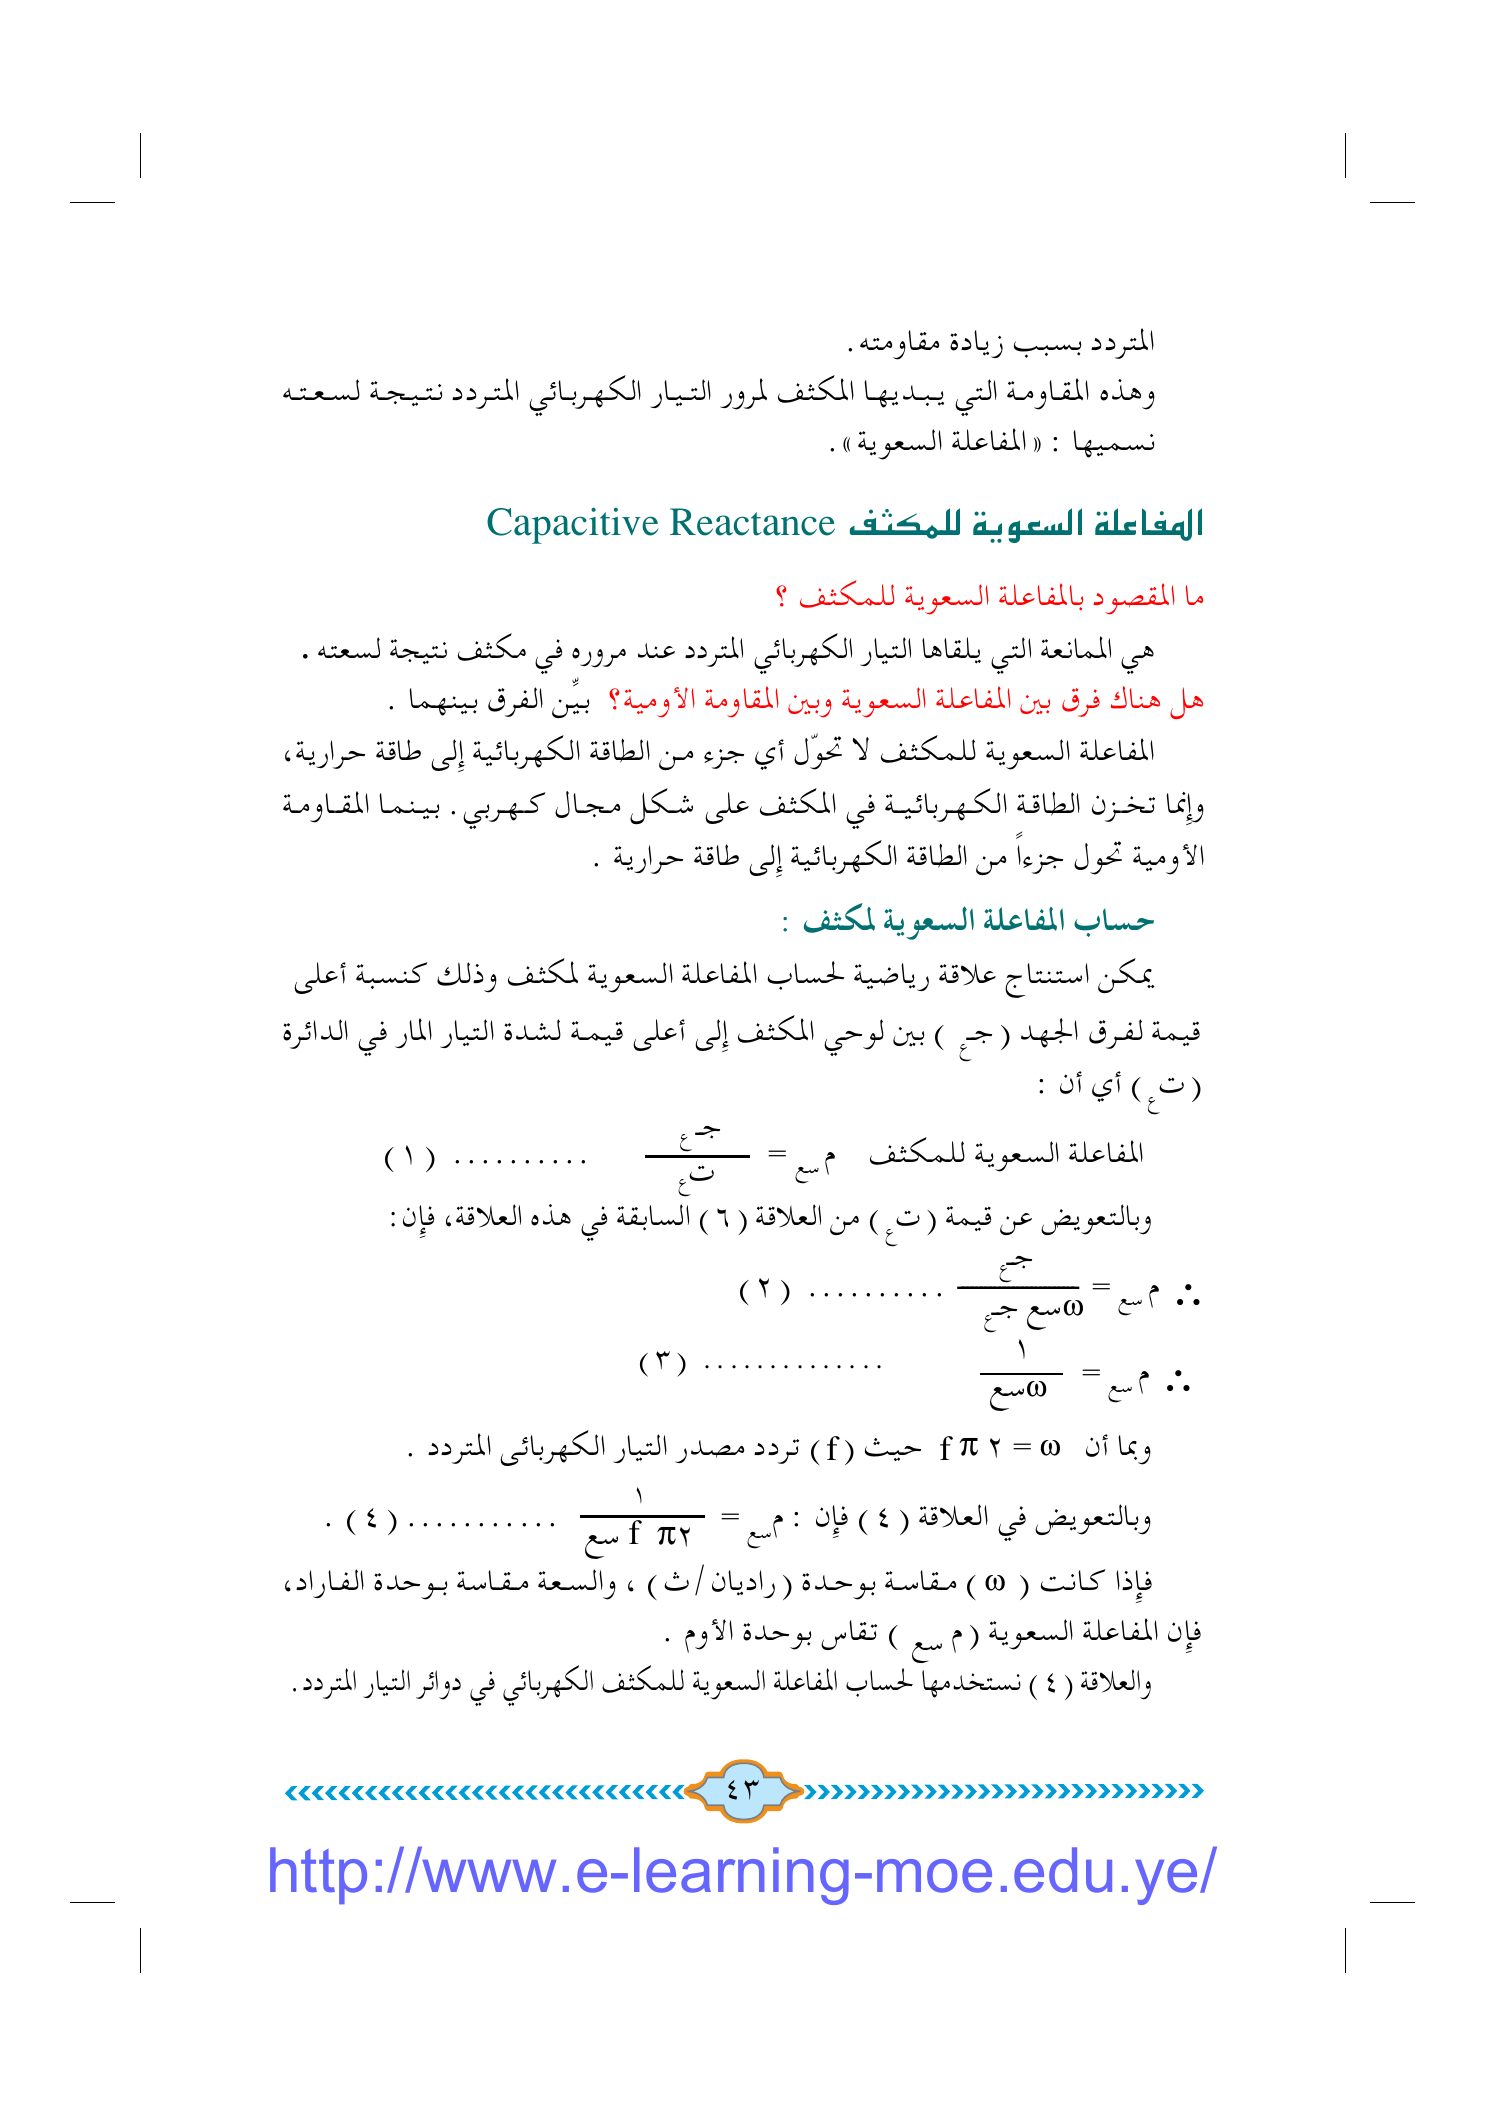 المتردد بسبب زيادة مقاومته .
وهذه المقاومة التي يبديها المكثف لمرور التيار الكهربائي المتردد نتيجة لسعته
نسميها : « المفاعلة السعوية » .
المفاعلة السعوية للمكثف Capacitive Reactance
ما المقصود بالمفاعلة السعوية للمكثف ؟
هي الممانعة التي يلقاها التيار الكهربائي المتردد عند مروره في مكثف نتيجة لسعته .
هل هناك فرق بين المفاعلة السعوية وبين المقاومة الأومية؟ بيِّن الفرق بينهما .
المفاعلة السعوية للمكثف لا تحوّل أي جزء من الطاقة الكهربائية إلى طاقة حرارية،
وإنما تخزن الطاقة الكهربائية في المكثف على شكل مجال كهربي . بينما المقاومة
الأومية تحول جزءاً من الطاقة الكهربائية إلى طاقة حرارية .
حساب المفاعلة السعوية لمكثف :
يمكن استنتاج علاقة رياضية لحساب المفاعلة السعوية لمكثف وذلك كنسبة أعلى
قيمة لفرق الجهد ( جـع ) بين لوحي المكثف إلى أعلى قيمة لشدة التيار المار في الدائرة
( تع ) أي أن :
المفاعلة السعوية للمكثف م سع = جـع / تع .......... ( ١ )
وبالتعويض عن قيمة ( تع ) من العلاقة ( ٦ ) السابقة في هذه العلاقة، فإن :
∴ م سع = جـع / ω سع جـع .......... ( ٢ )
∴ م سع = ١ / ω سع .............. ( ٣ )
وبما أن ω = ٢ π f حيث ( f ) تردد مصدر التيار الكهربائى المتردد .
وبالتعويض في العلاقة ( ٤ ) فإن : م سع = ١ / ٢π f سع ........... ( ٤ ) .
فإذا كانت ( ω ) مقاسة بوحدة ( راديان / ث ) ، والسعة مقاسة بوحدة الفاراد،
فإن المفاعلة السعوية ( م سع ) تقاس بوحدة الأوم .
والعلاقة ( ٤ ) نستخدمها لحساب المفاعلة السعوية للمكثف الكهربائي في دوائر التيار المتردد .
٤٣
http://www.e-learning-moe.edu.ye/